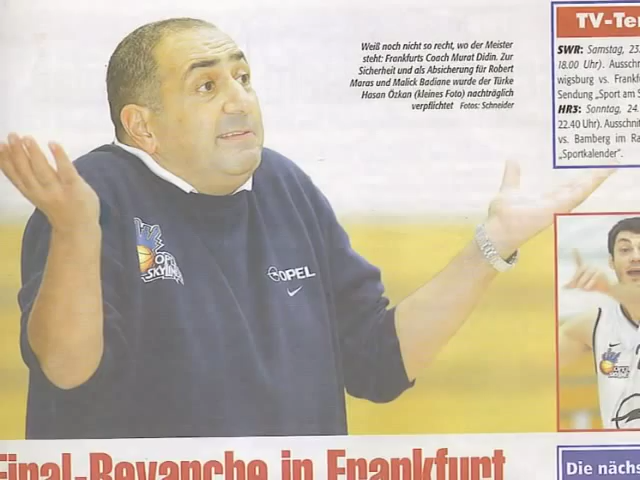 Weiß noch nicht so recht, wo der Meister
steht: Frankfurts Coach Murat Didin. Zur
Sicherheit und als Absicherung für Robert
Maras und Malick Badiane wurde der Türke
Hasan Özkan (kleines Foto) nachträglich
verpflichtet Fotos: Schneider
TV-Ter
SWR: Samstag, 23.
18.00 Uhr). Ausschn
wigsburg vs. Frankf
Sendung „Sport am S
HR3: Sonntag, 24.
22.40 Uhr). Ausschnit
vs. Bamberg im Ra
„Sportkalender".
OPEL
SKYLINERS
OPEL
Final-Revanche in Frankfurt
Die nächs